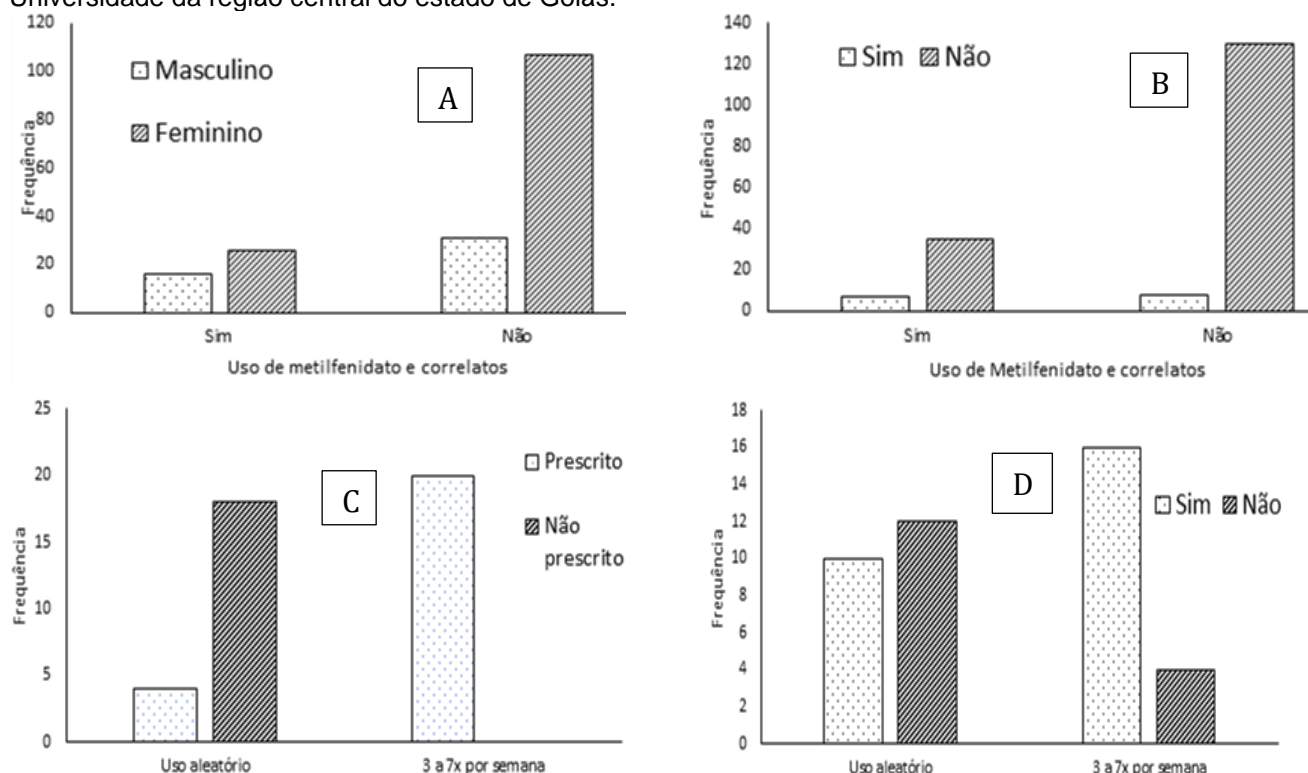 Universidade da região central do estado de Goiás.
120
100
80
60
40
20
0
Frequência
Masculino
Feminino
A
Sim
Não
Uso de metilfenidato e correlatos
140
120
100
80
60
40
20
0
Frequência
Sim
Não
B
Sim
Não
Uso de Metilfenidato e correlatos
25
20
15
10
5
0
Frequência
C
Prescrito
Não
prescrito
Uso aleatório
3 a 7x por semana
18
16
14
12
10
8
6
4
2
0
Frequência
D
Sim
Não
Uso aleatório
3 a 7x por semana